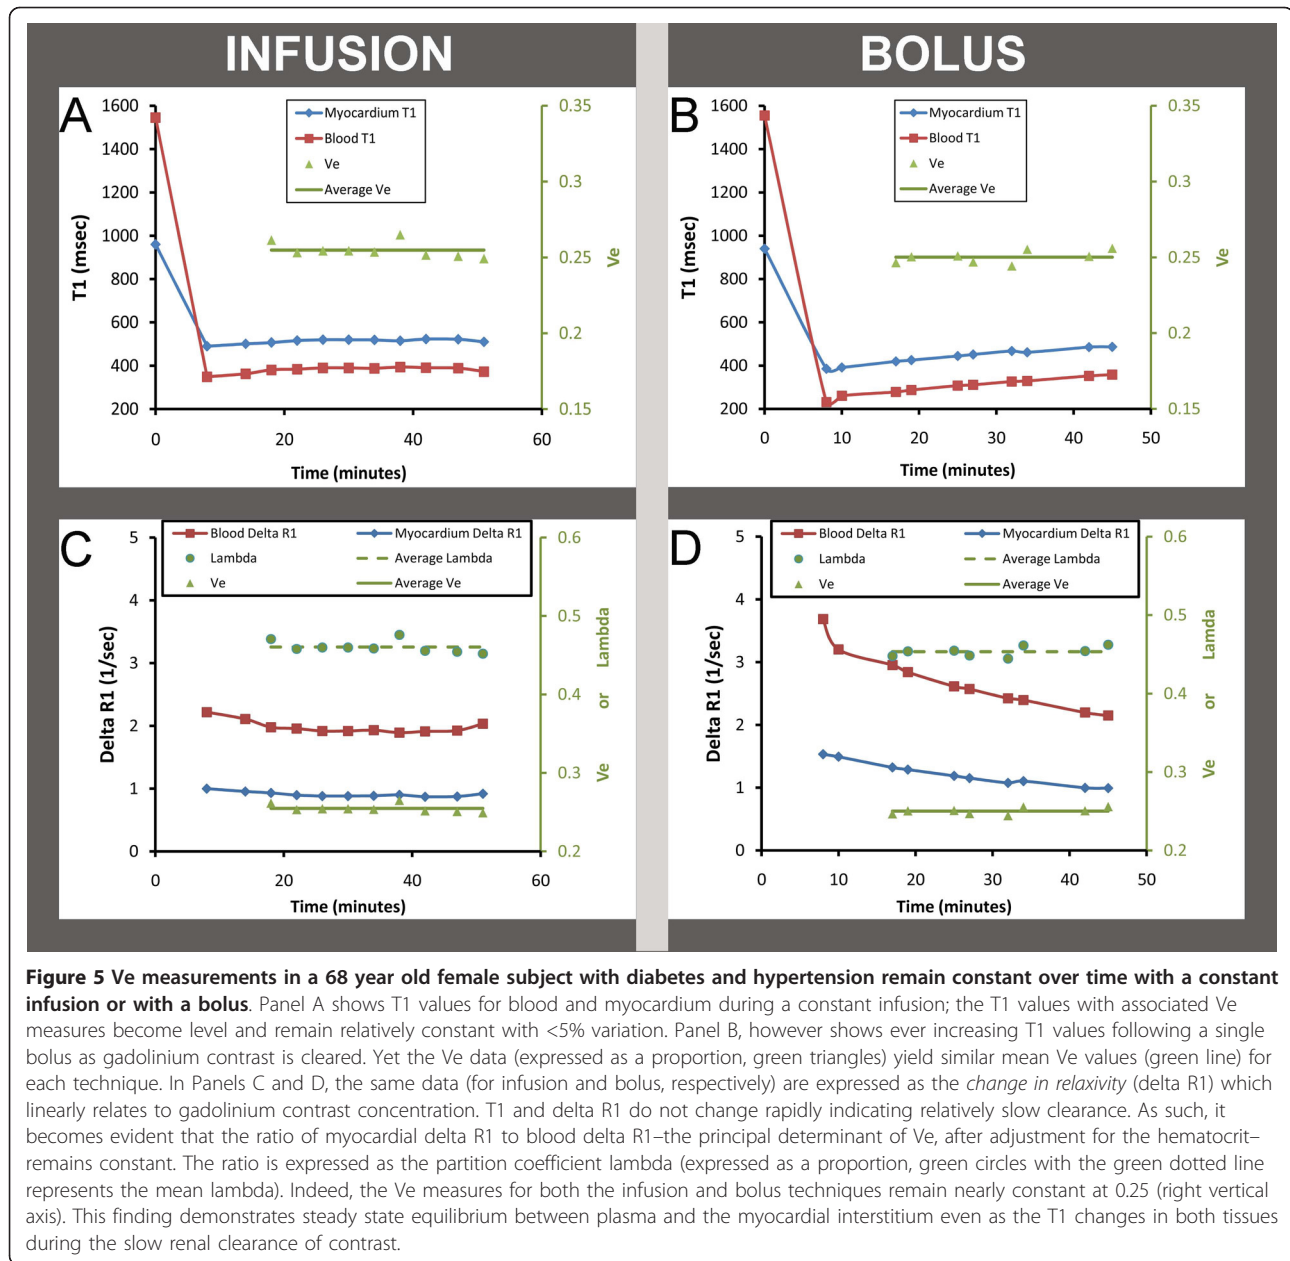 INFUSION
BOLUS
A
1600
1400
1200
1000
800
600
400
200
T1 (msec)
Myocardium T1
Blood T1
Ve
Average Ve
0.35
0.3
0.25
0.2
0.15
Ve
0 20 40 60
Time (minutes)
B
1600
1400
1200
1000
800
600
400
200
T1 (msec)
Myocardium T1
Blood T1
Ve
Average Ve
0.35
0.3
0.25
0.2
0.15
Ve
0 10 20 30 40 50
Time (minutes)
C
Blood Delta R1 Myocardium Delta R1
Lambda Average Lambda
Ve Average Ve
5
4
3
2
1
0
Delta R1 (1/sec)
0.6
0.5
0.4
0.3
0.2
Ve or Lambda
0 20 40 60
Time (minutes)
D
Blood Delta R1 Myocardium Delta R1
Lambda Average Lambda
Ve Average Ve
5
4
3
2
1
0
Delta R1 (1/sec)
0.6
0.5
0.4
0.3
0.2
Ve or Lamda
0 10 20 30 40 50
Time (minutes)
Figure 5 Ve measurements in a 68 year old female subject with diabetes and hypertension remain constant over time with a constant
infusion or with a bolus. Panel A shows T1 values for blood and myocardium during a constant infusion; the T1 values with associated Ve
measures become level and remain relatively constant with <5% variation. Panel B, however shows ever increasing T1 values following a single
bolus as gadolinium contrast is cleared. Yet the Ve data (expressed as a proportion, green triangles) yield similar mean Ve values (green line) for
each technique. In Panels C and D, the same data (for infusion and bolus, respectively) are expressed as the change in relaxivity (delta R1) which
linearly relates to gadolinium contrast concentration. T1 and delta R1 do not change rapidly indicating relatively slow clearance. As such, it
becomes evident that the ratio of myocardial delta R1 to blood delta R1–the principal determinant of Ve, after adjustment for the hematocrit–
remains constant. The ratio is expressed as the partition coefficient lambda (expressed as a proportion, green circles with the green dotted line
represents the mean lambda). Indeed, the Ve measures for both the infusion and bolus techniques remain nearly constant at 0.25 (right vertical
axis). This finding demonstrates steady state equilibrium between plasma and the myocardial interstitium even as the T1 changes in both tissues
during the slow renal clearance of contrast.